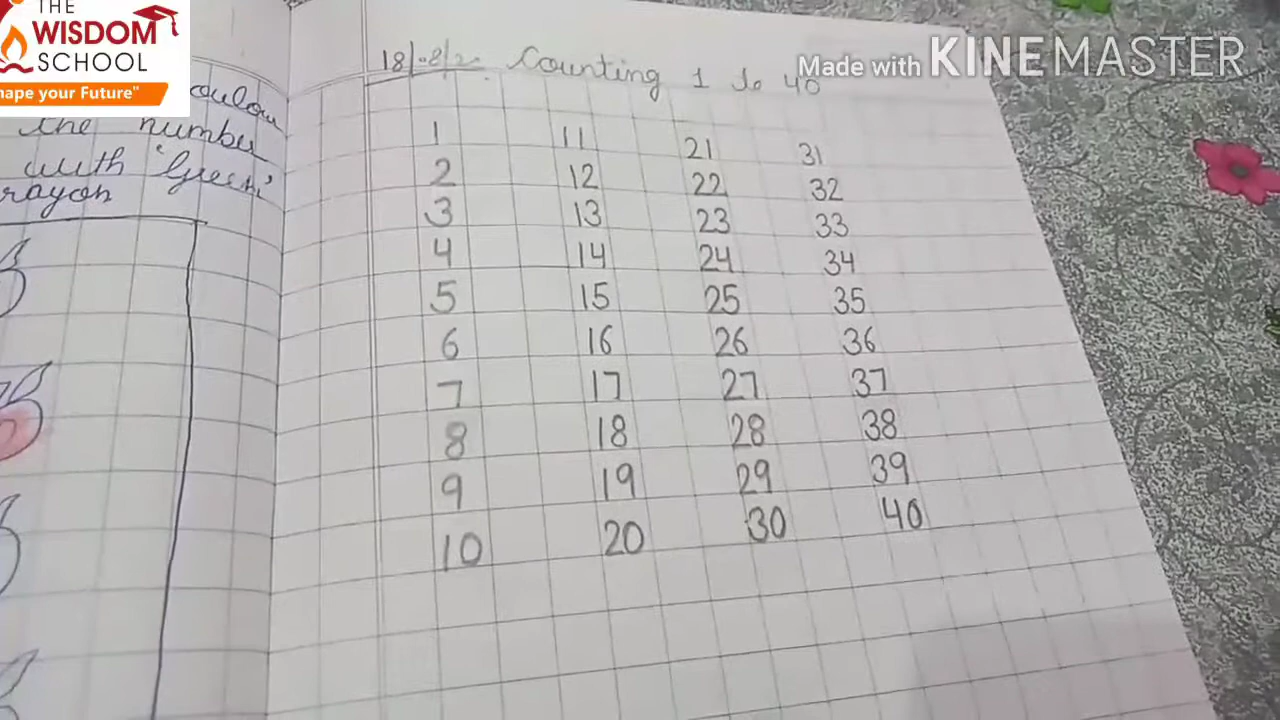 THE
WISDOM
SCHOOL
hape your Future"
Made with KINEMASTER
the number
with 'Green'
rayon
Counting 1 to 40
1 11 21 31
2 12 22 32
3 13 23 33
4 14 24 34
5 15 25 35
6 16 26 36
7 17 27 37
8 18 28 38
9 19 29 39
10 20 30 40